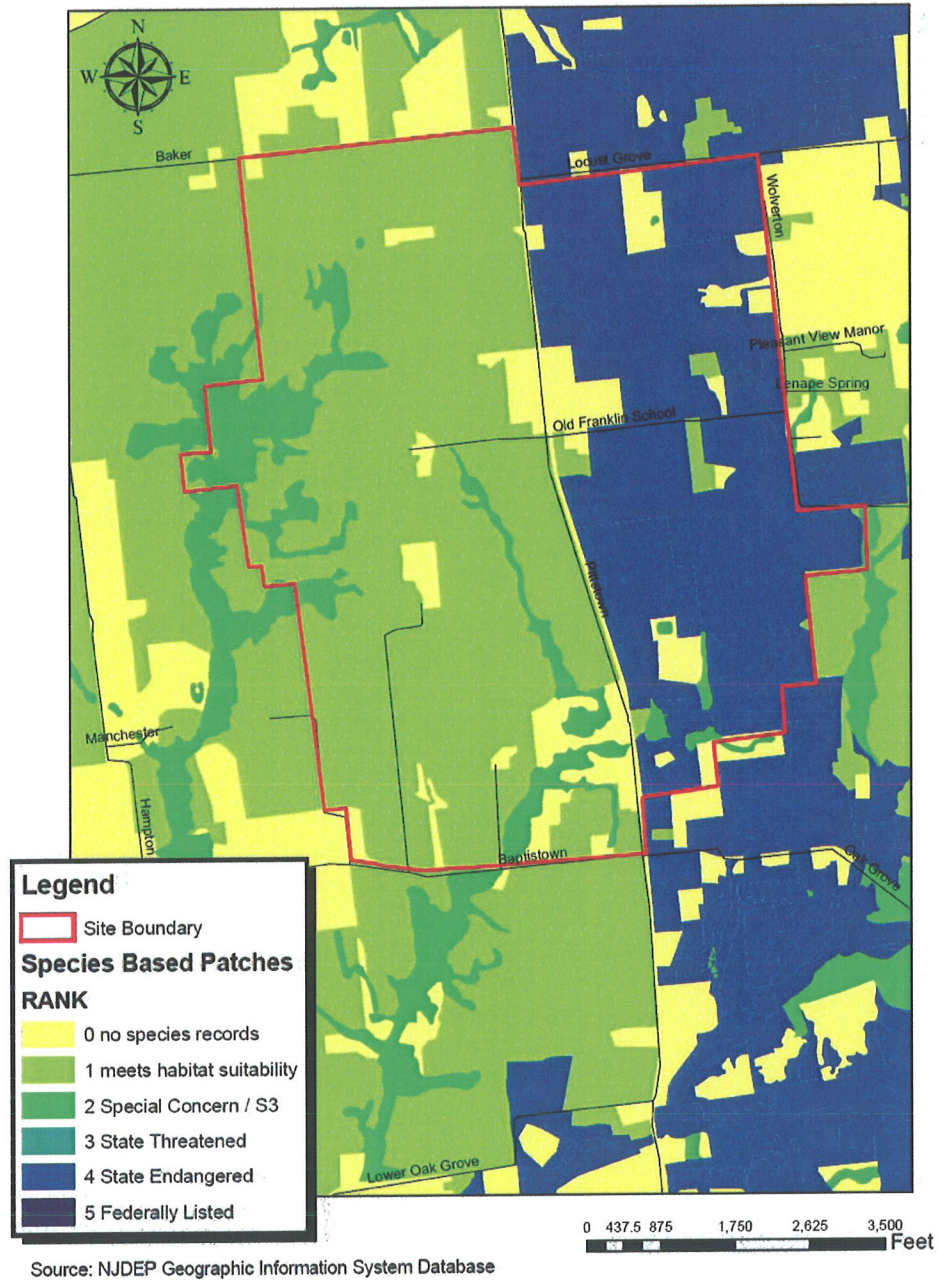 N
W E
S
Baker
Locust Grove
Wolverton
Pleasant View Manor
Lenape Spring
Old Franklin School
Pittstown
Manchester
Hampton
Baptistown
Oak Grove
Lower Oak Grove
Legend
Site Boundary
Species Based Patches
RANK
0 no species records
1 meets habitat suitability
2 Special Concern / S3
3 State Threatened
4 State Endangered
5 Federally Listed
0 437.5 875 1,750 2,625 3,500
Feet
Source: NJDEP Geographic Information System Database